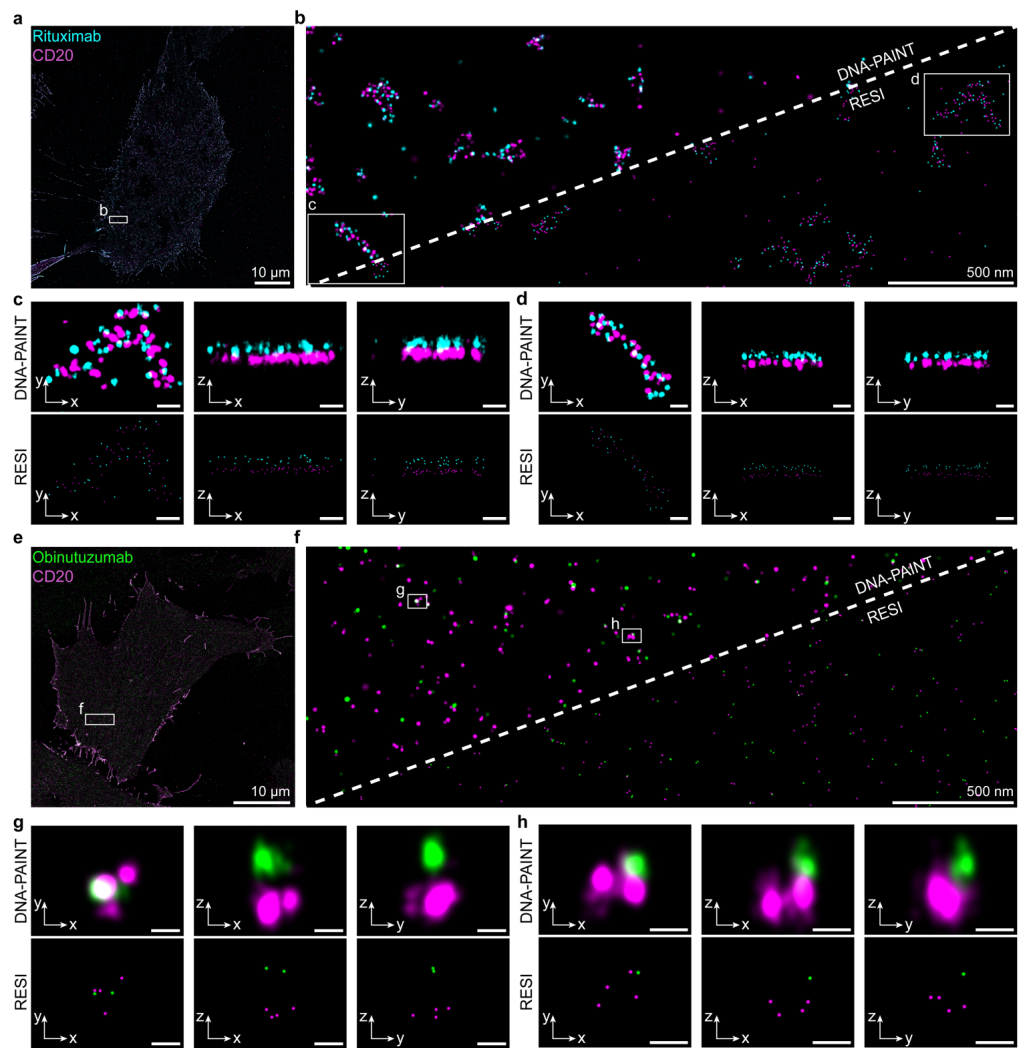 a
Rituximab
CD20
b
10 µm
b
DNA-PAINT
RESI
c
d
500 nm
c
DNA-PAINT
y
x
z
x
z
y
RESI
y
x
z
x
z
y
d
DNA-PAINT
y
x
z
x
z
y
RESI
y
x
z
x
z
y
e
Obinutuzumab
CD20
f
10 µm
f
DNA-PAINT
RESI
g
h
500 nm
g
DNA-PAINT
y
x
z
x
z
y
RESI
y
x
z
x
z
y
h
DNA-PAINT
y
x
z
x
z
y
RESI
y
x
z
x
z
y